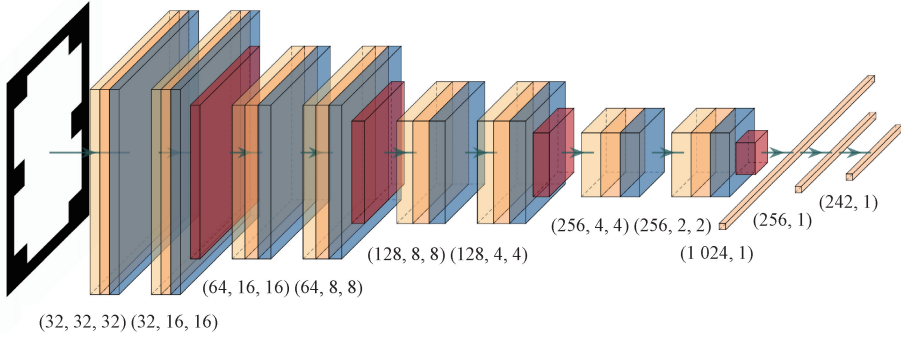 (32, 32, 32) (32, 16, 16)
(64, 16, 16) (64, 8, 8)
(128, 8, 8) (128, 4, 4)
(256, 4, 4) (256, 2, 2)
(1 024, 1)
(256, 1)
(242, 1)